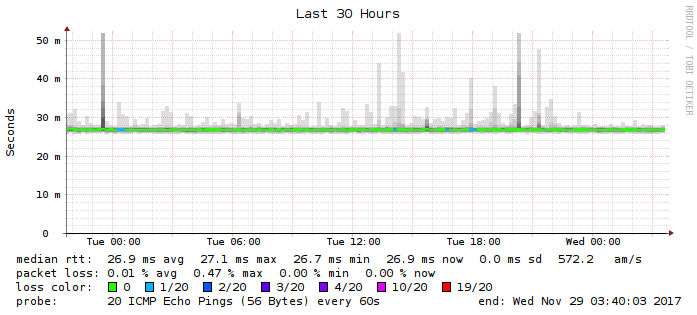 Last 30 Hours
RRDTOOL / TOBI OETIKER
Seconds
50 m
40 m
30 m
20 m
10 m
0
Tue 00:00 Tue 06:00 Tue 12:00 Tue 18:00 Wed 00:00
median rtt: 26.9 ms avg 27.1 ms max 26.7 ms min 26.9 ms now 0.0 ms sd 572.2 am/s
packet loss: 0.01 % avg 0.47 % max 0.00 % min 0.00 % now
loss color: 0 1/20 2/20 3/20 4/20 10/20 19/20
probe: 20 ICMP Echo Pings (56 Bytes) every 60s end: Wed Nov 29 03:40:03 2017